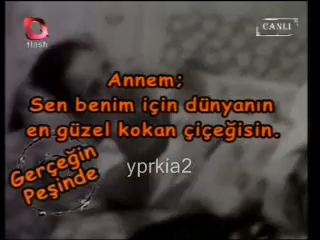 flash
CANLI
Annem;
Sen benim için dünyanın
en güzel kokan çiçeğisin.
Gerçeğin
Peşinde
yprkia2